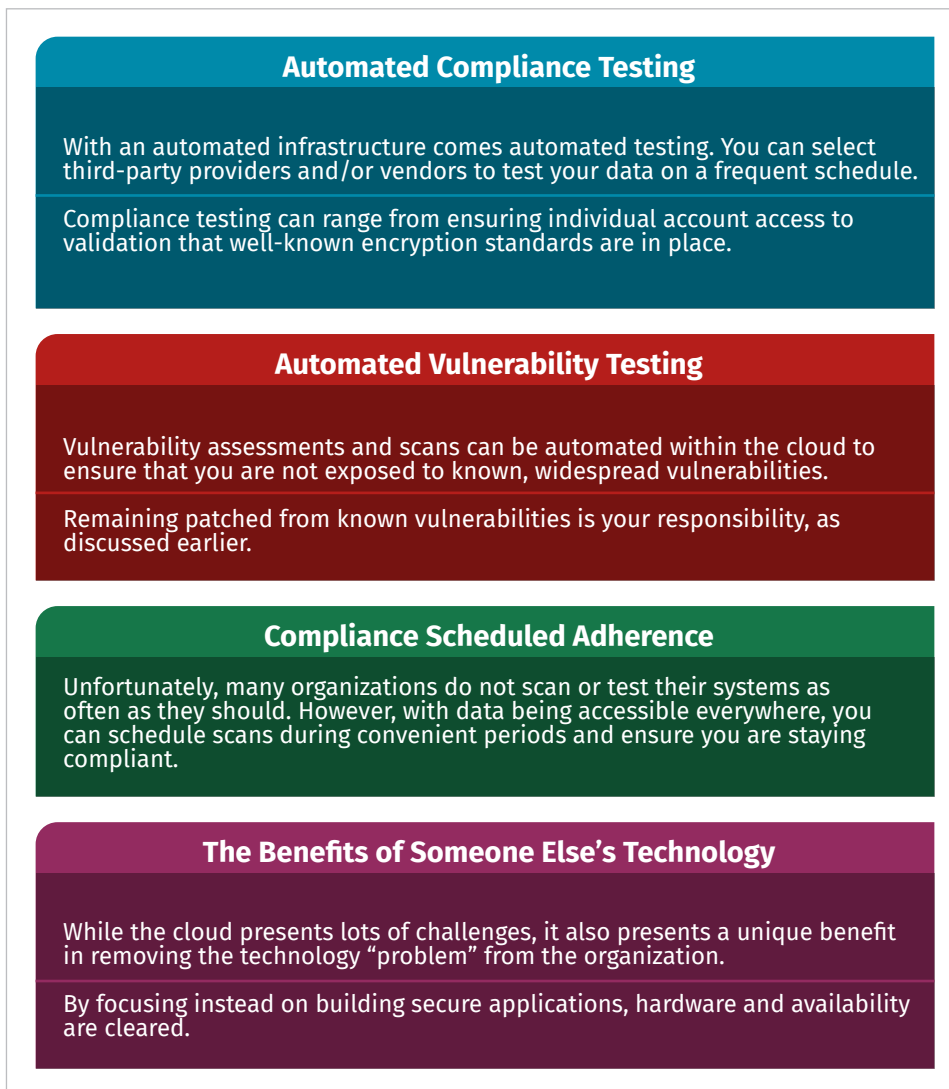 Automated Compliance Testing
With an automated infrastructure comes automated testing. You can select
third-party providers and/or vendors to test your data on a frequent schedule.
Compliance testing can range from ensuring individual account access to
validation that well-known encryption standards are in place.
Automated Vulnerability Testing
Vulnerability assessments and scans can be automated within the cloud to
ensure that you are not exposed to known, widespread vulnerabilities.
Remaining patched from known vulnerabilities is your responsibility, as
discussed earlier.
Compliance Scheduled Adherence
Unfortunately, many organizations do not scan or test their systems as
often as they should. However, with data being accessible everywhere, you
can schedule scans during convenient periods and ensure you are staying
compliant.
The Benefits of Someone Else’s Technology
While the cloud presents lots of challenges, it also presents a unique benefit
in removing the technology “problem” from the organization.
By focusing instead on building secure applications, hardware and availability
are cleared.